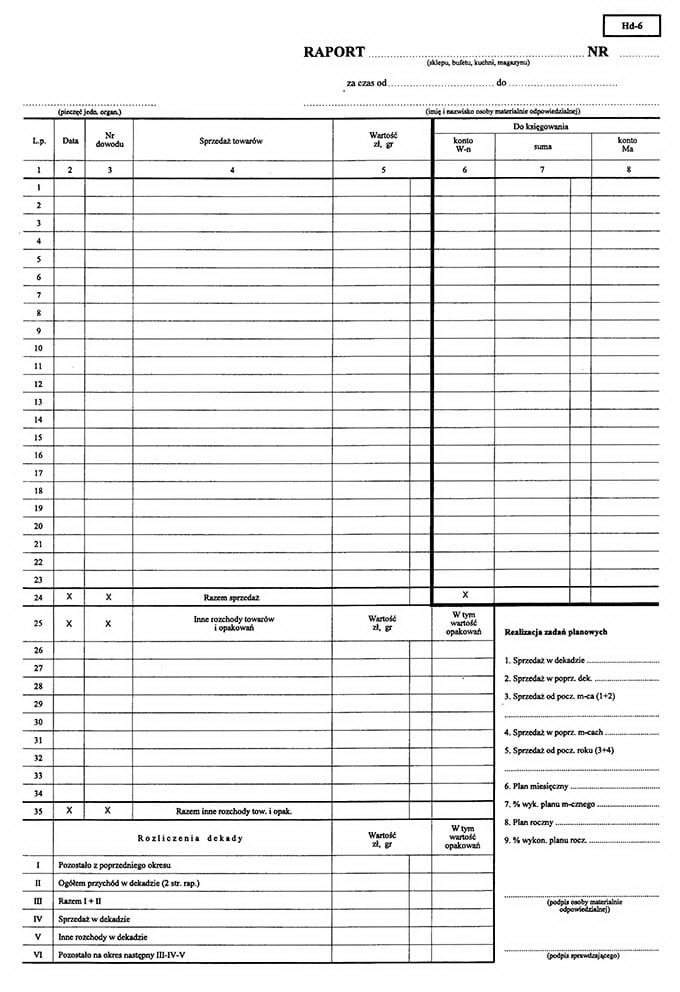 Hd-6
RAPORT ........................ NR ............
(sklepu, bufetu, kuchni, magazynu)
za czas od........................ do ........................
(pieczęć jedn. organ.) (imię i nazwisko osoby materialnie odpowiedzialnej)
L.p. Data Nr dowodu Sprzedaż towarów Wartość zł, gr Do księgowania
konto W-n suma konto Ma
1 2 3 4 5 6 7 8
1
2
3
4
5
6
7
8
9
10
11
12
13
14
15
16
17
18
19
20
21
22
23
24 X X Razem sprzedaż X
25 X X Inne rozchody towarów i opakowań Wartość zł, gr W tym wartość opakowań
26
27
28
29
30
31
32
33
34
35 X X Razem inne rozchody tow. i opak.
Rozliczenia dekady Wartość zł, gr W tym wartość opakowań
I Pozostało z poprzedniego okresu
II Ogółem przychód w dekadzie (2 str. rap.)
III Razem I + II
IV Sprzedaż w dekadzie
V Inne rozchody w dekadzie
VI Pozostało na okres następny III-IV-V
Realizacja zadań planowych
1. Sprzedaż w dekadzie ........................
2. Sprzedaż w poprz. dek. ........................
3. Sprzedaż od pocz. m-ca (1+2)
4. Sprzedaż w poprz. m-cach ........................
5. Sprzedaż od pocz. roku (3+4)
6. Plan miesięczny ........................
7. % wyk. planu m-cznego ........................
8. Plan roczny ........................
9. % wykon. planu rocz. ........................
(podpis osoby materialnie
odpowiedzialnej)
(podpis sprawdzającego)